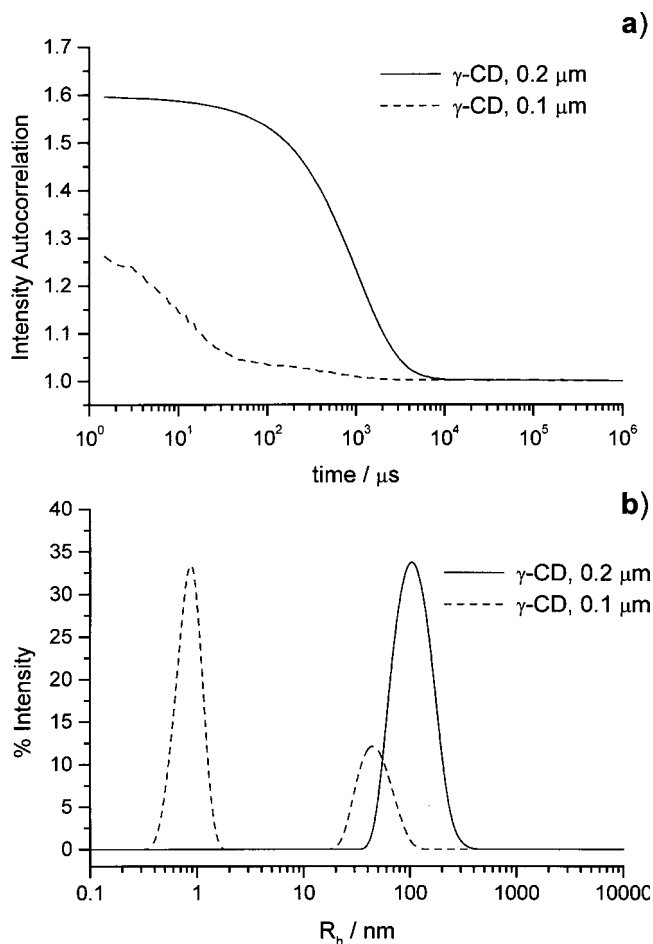 a)
1.7
1.6
1.5
1.4
1.3
1.2
1.1
1.0
Intensity Autocorrelation
γ-CD, 0.2 μm
γ-CD, 0.1 μm
10⁰ 10¹ 10² 10³ 10⁴ 10⁵ 10⁶
time / μs
b)
40
35
30
25
20
15
10
5
0
% Intensity
γ-CD, 0.2 μm
γ-CD, 0.1 μm
0.1 1 10 100 1000 10000
Rₕ / nm